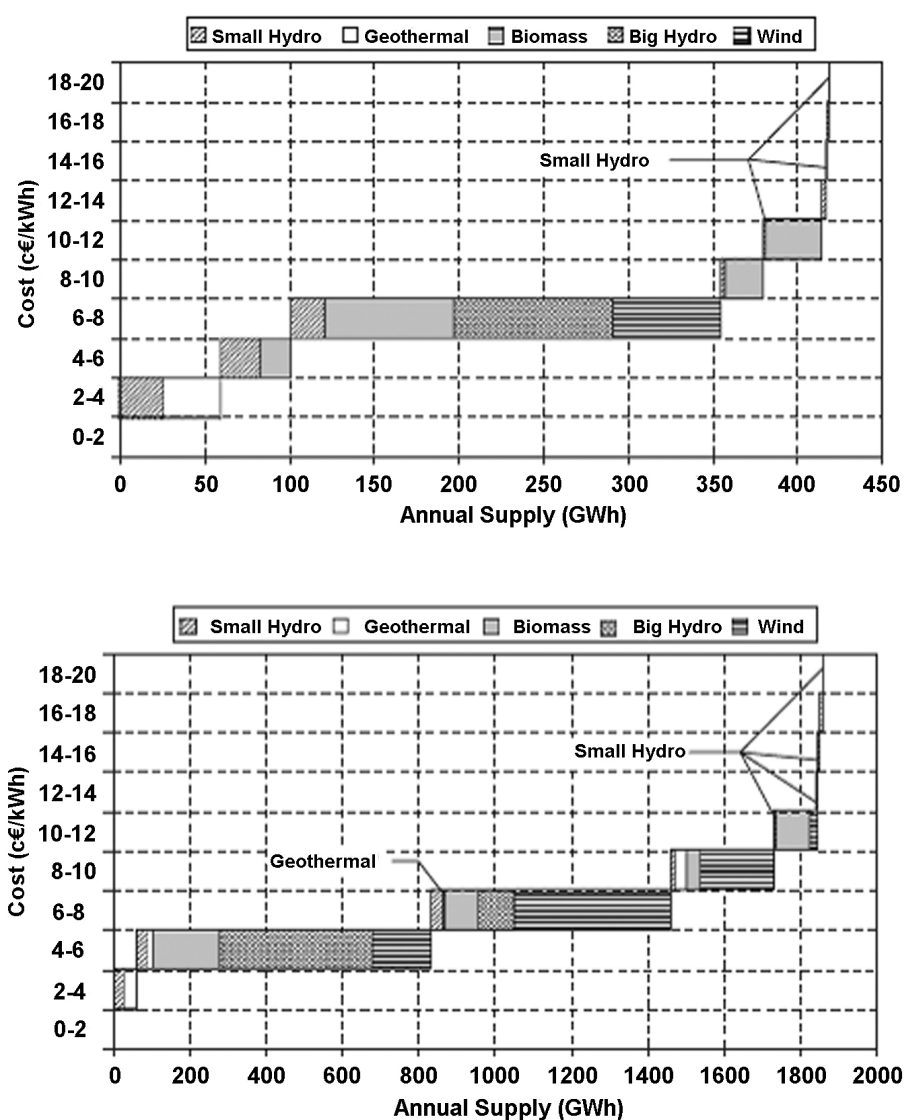 Small Hydro Geothermal Biomass Big Hydro Wind
18-20
16-18
14-16
12-14
10-12
8-10
6-8
4-6
2-4
0-2
Cost (c€/kWh)
Small Hydro
0 50 100 150 200 250 300 350 400 450
Annual Supply (GWh)
Small Hydro Geothermal Biomass Big Hydro Wind
18-20
16-18
14-16
12-14
10-12
8-10
6-8
4-6
2-4
0-2
Cost (c€/kWh)
Small Hydro
Geothermal
0 200 400 600 800 1000 1200 1400 1600 1800 2000
Annual Supply (GWh)